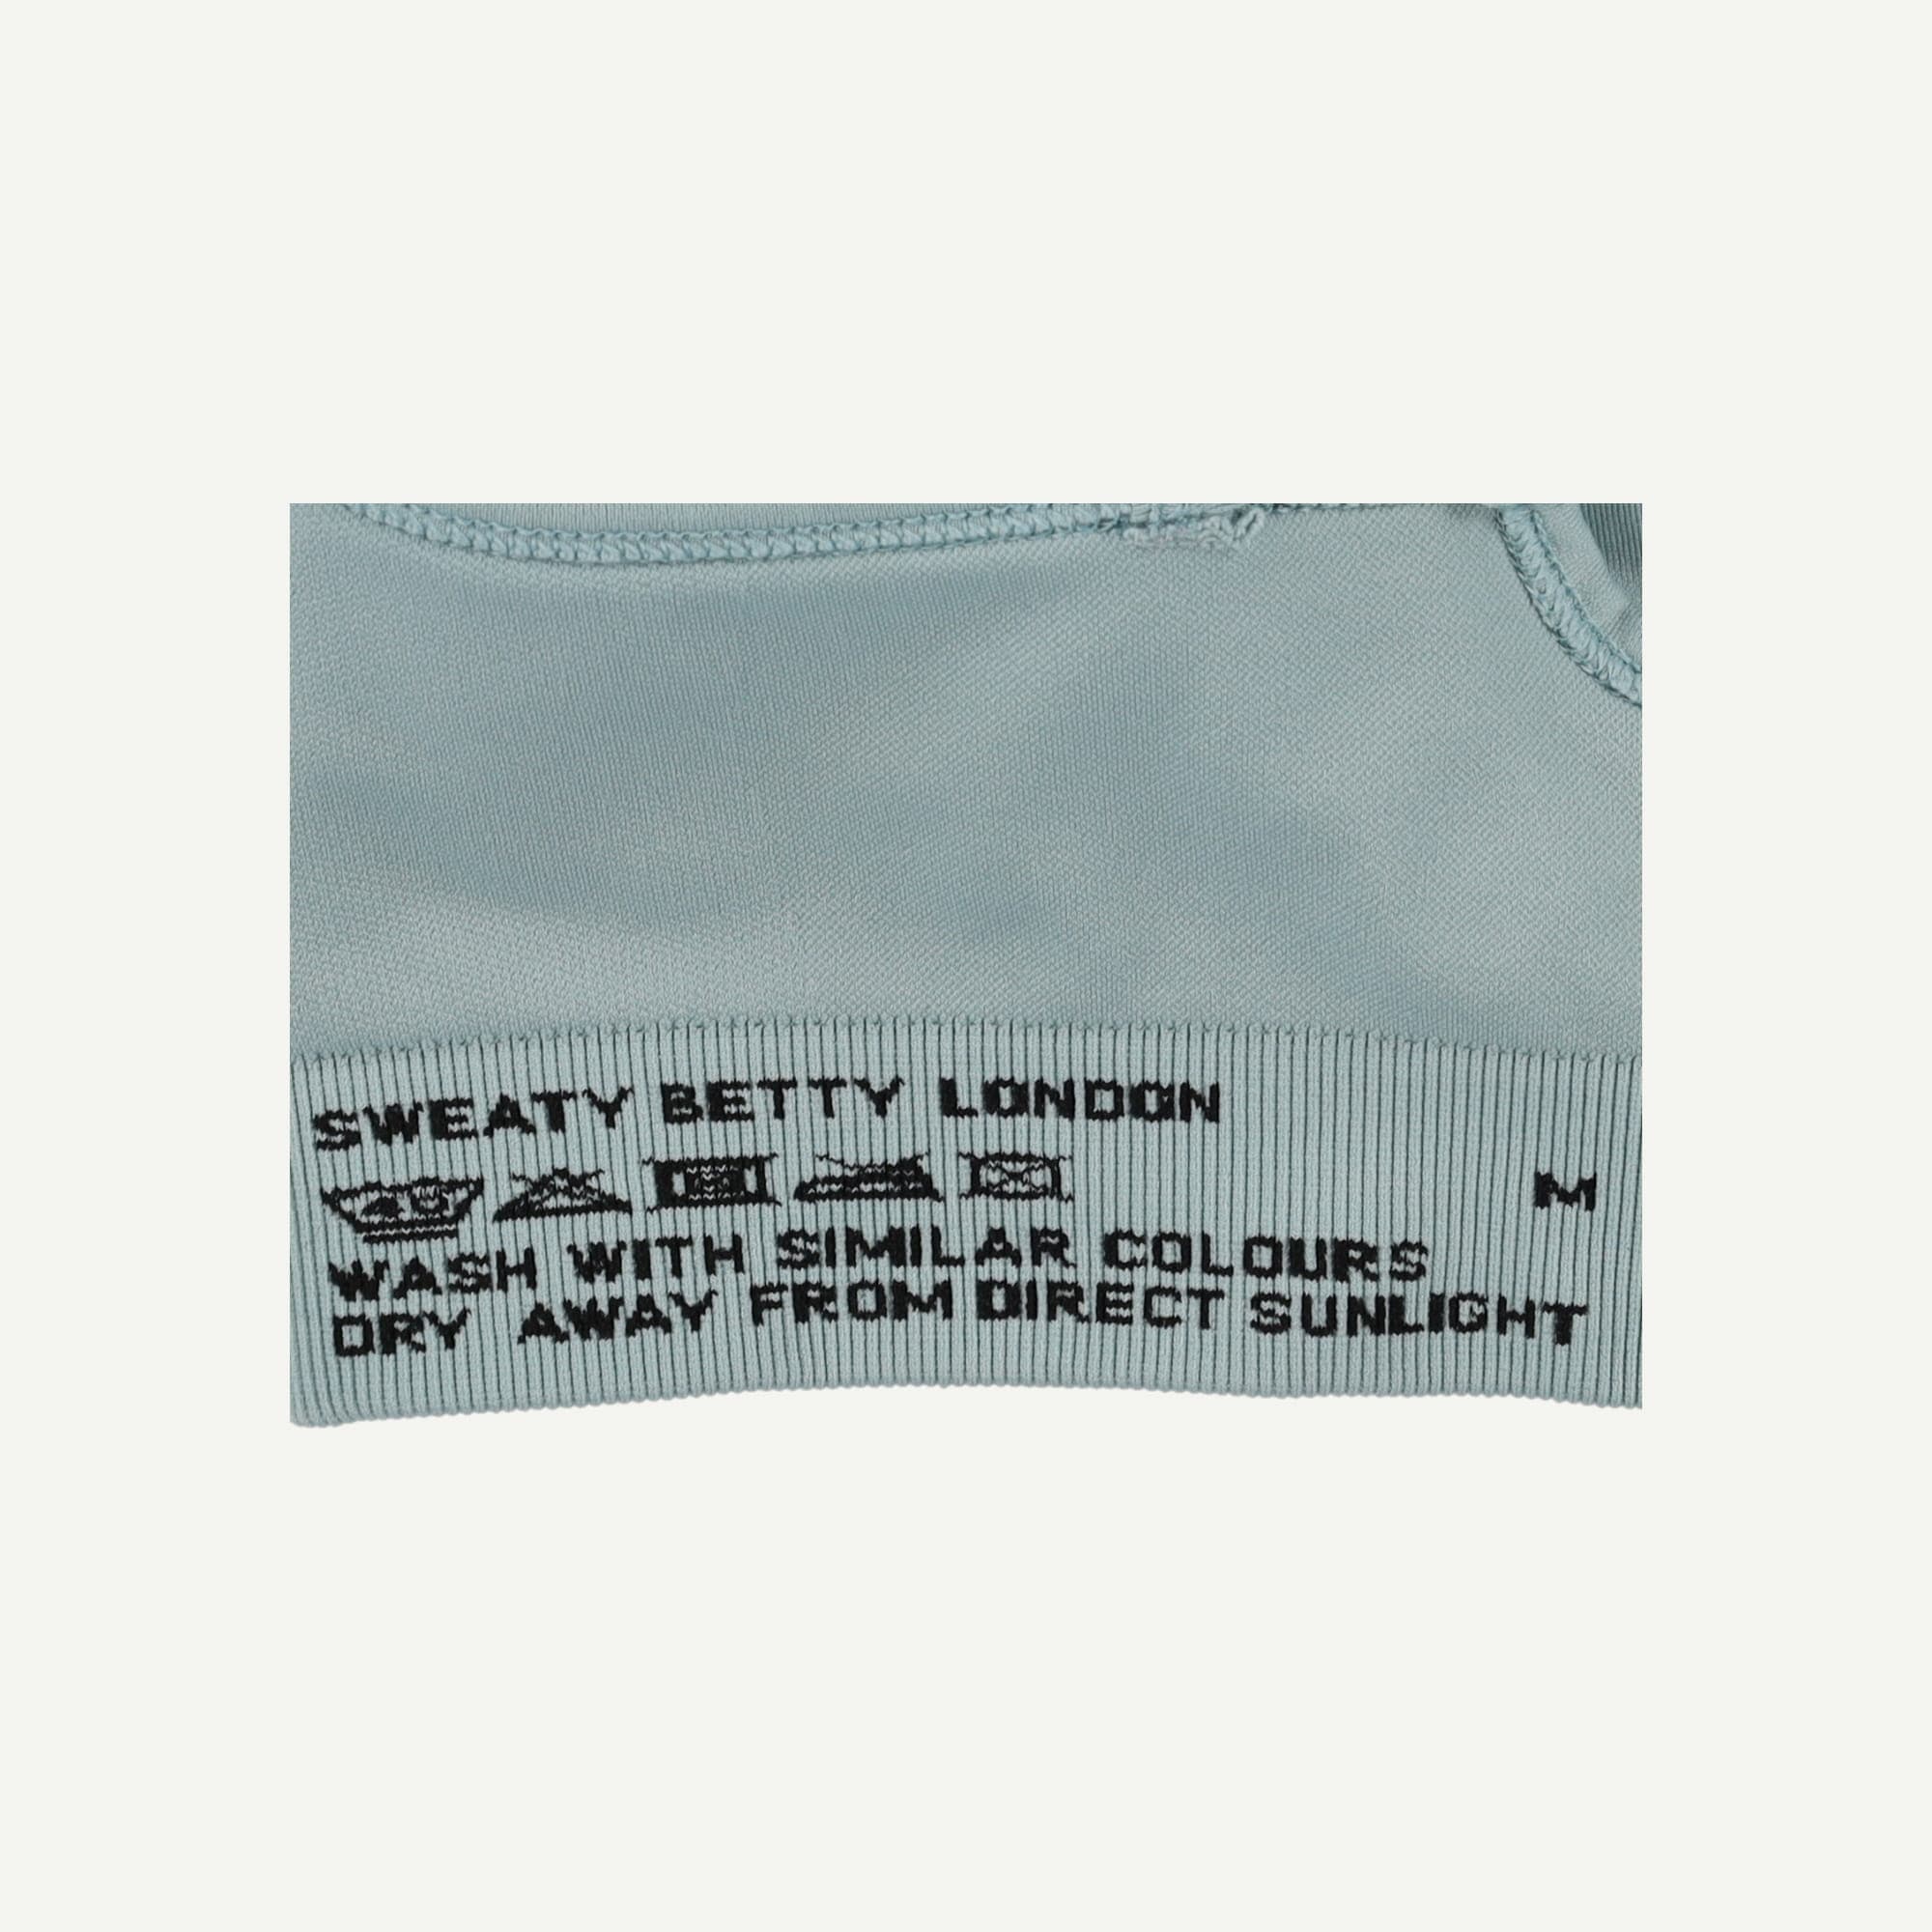 SWEATY BETTY LONDON
M
WASH WITH SIMILAR COLOURS
DRY AWAY FROM DIRECT SUNLIGHT